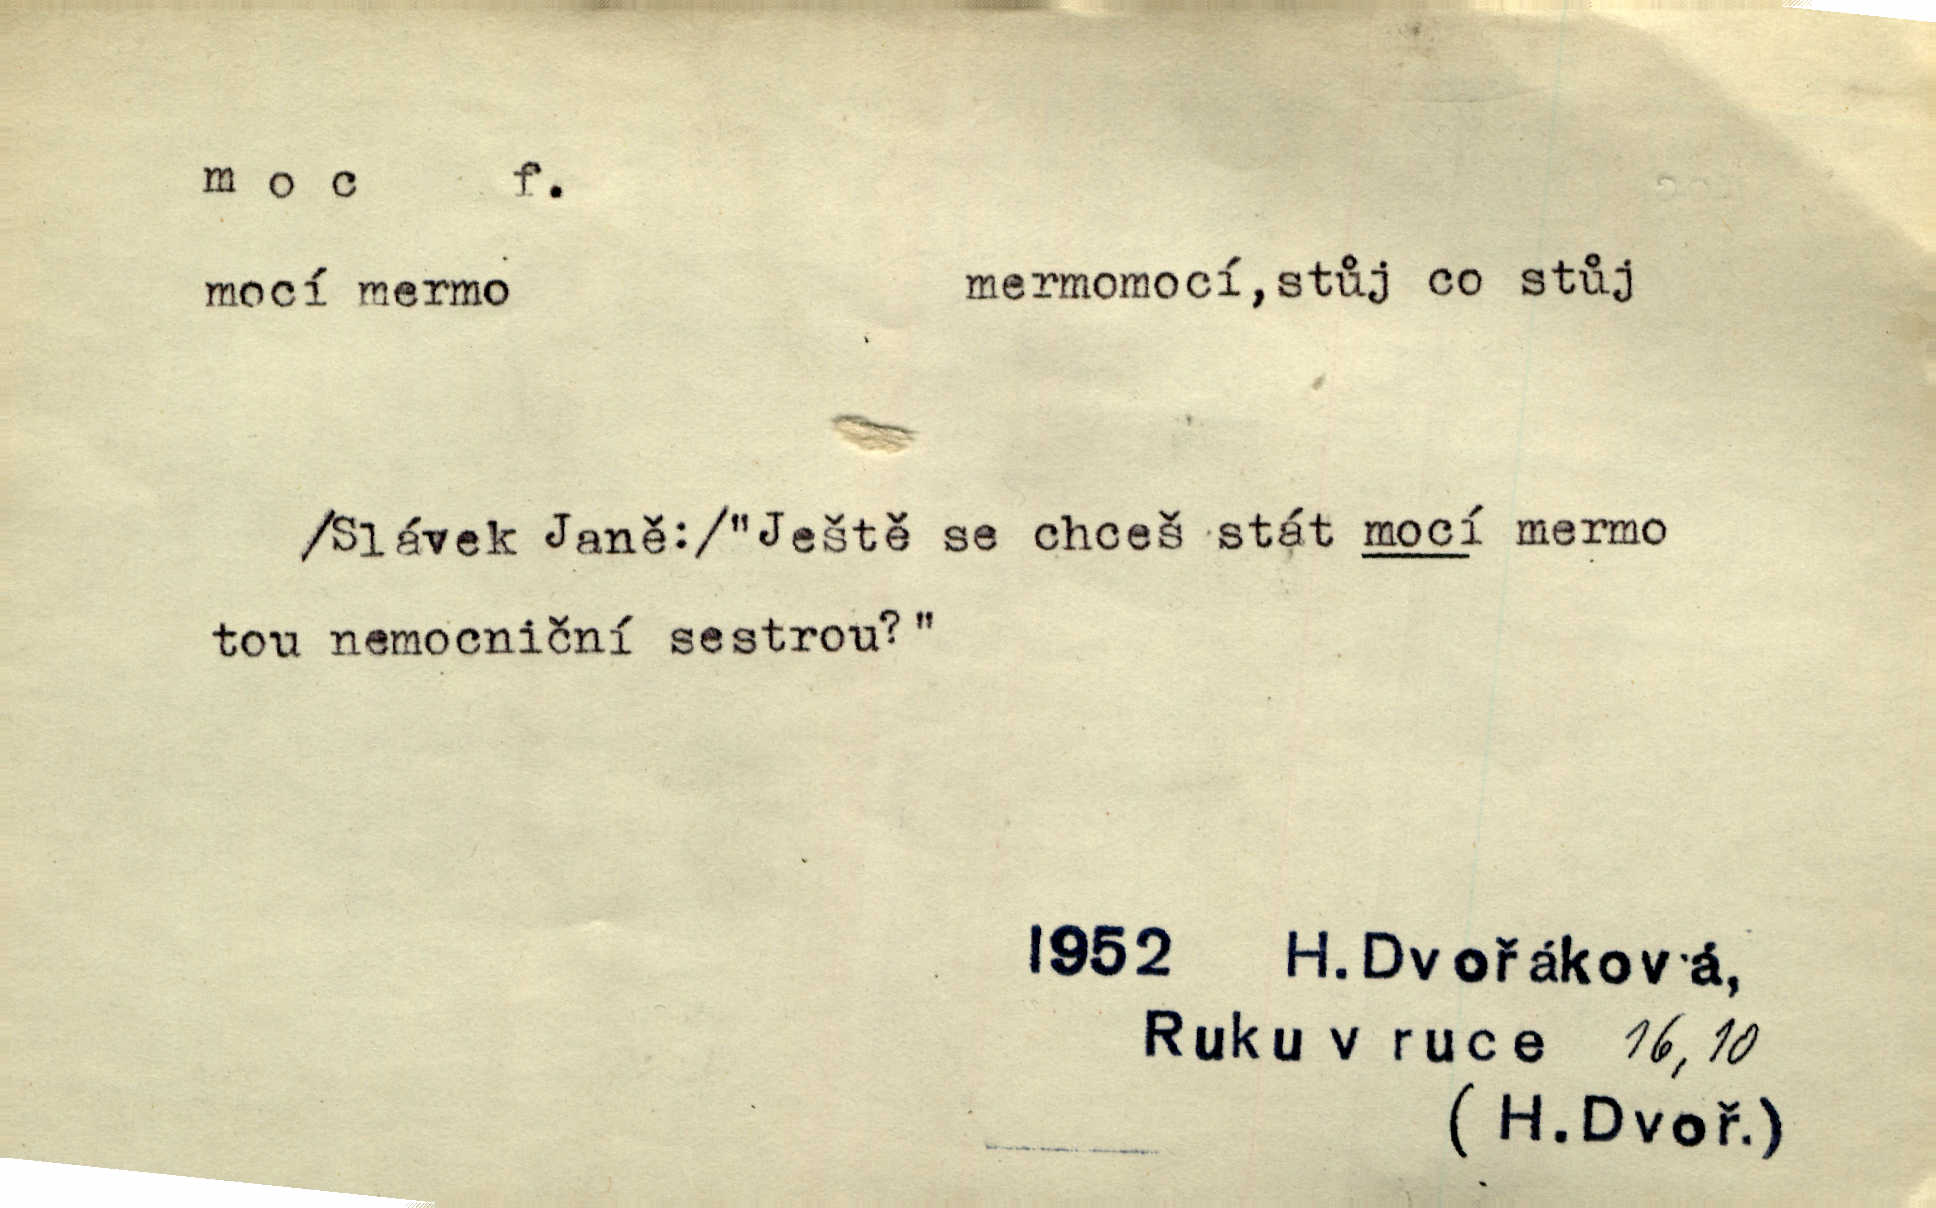 moc f.
mocí mermo mermomocí,stůj co stůj
/Slávek Janě:/"Ještě se chceš stát mocí mermo
tou nemocniční sestrou?"
1952 H.Dvořáková,
Ruku v ruce 16,10
(H.Dvoř.)